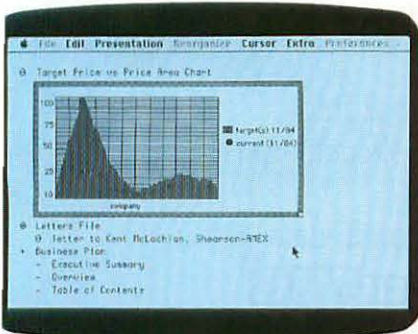 File Edit Presentation Reorganize Cursor Extra Preferences
Target Price vs Price Area Chart
100
75
50
25
10
target(s) 11/84
current (11/84)
company
Letters File
letter to Kent McLachlan, Shearson-AMEX
+ Business Plan
- Executive Summary
- Overview
- Table of Contents